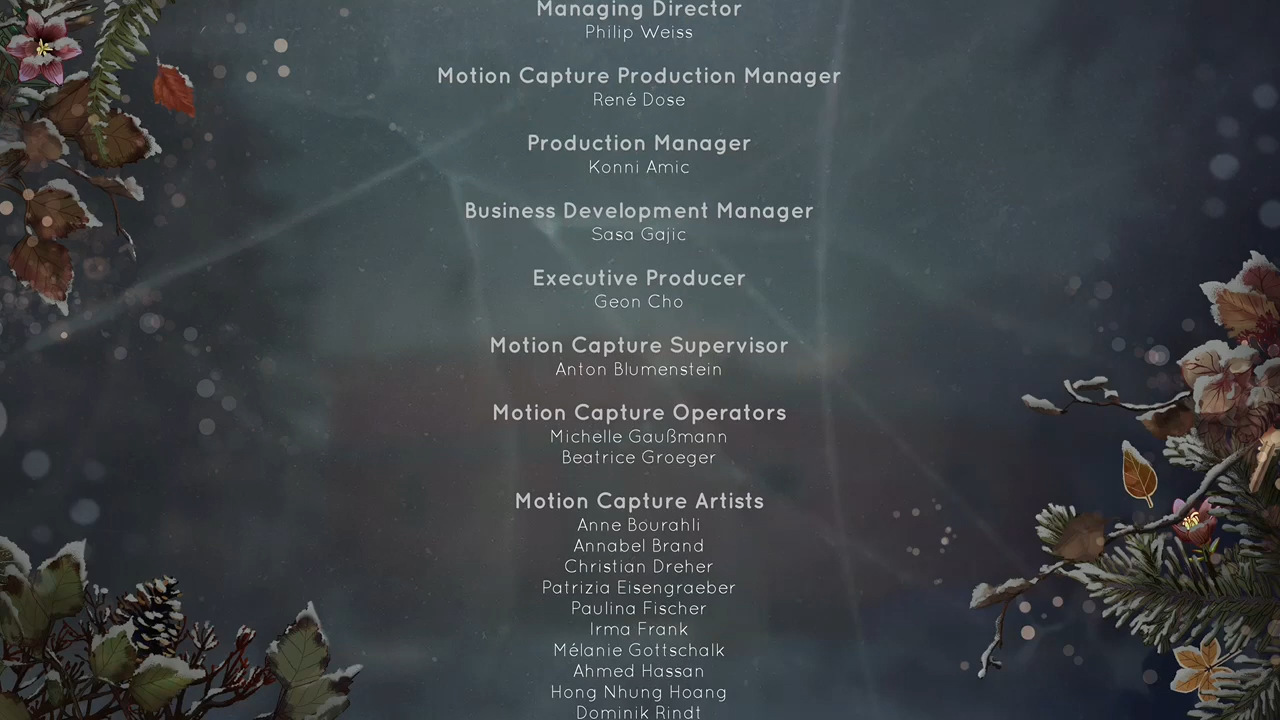 Managing Director
Philip Weiss
Motion Capture Production Manager
René Dose
Production Manager
Konni Amic
Business Development Manager
Sasa Gajic
Executive Producer
Geon Cho
Motion Capture Supervisor
Anton Blumenstein
Motion Capture Operators
Michelle Gaußmann
Beatrice Groeger
Motion Capture Artists
Anne Bourahli
Annabel Brand
Christian Dreher
Patrizia Eisengraeber
Paulina Fischer
Irma Frank
Mélanie Gottschalk
Ahmed Hassan
Hong Nhung Hoang
Dominik Rindt